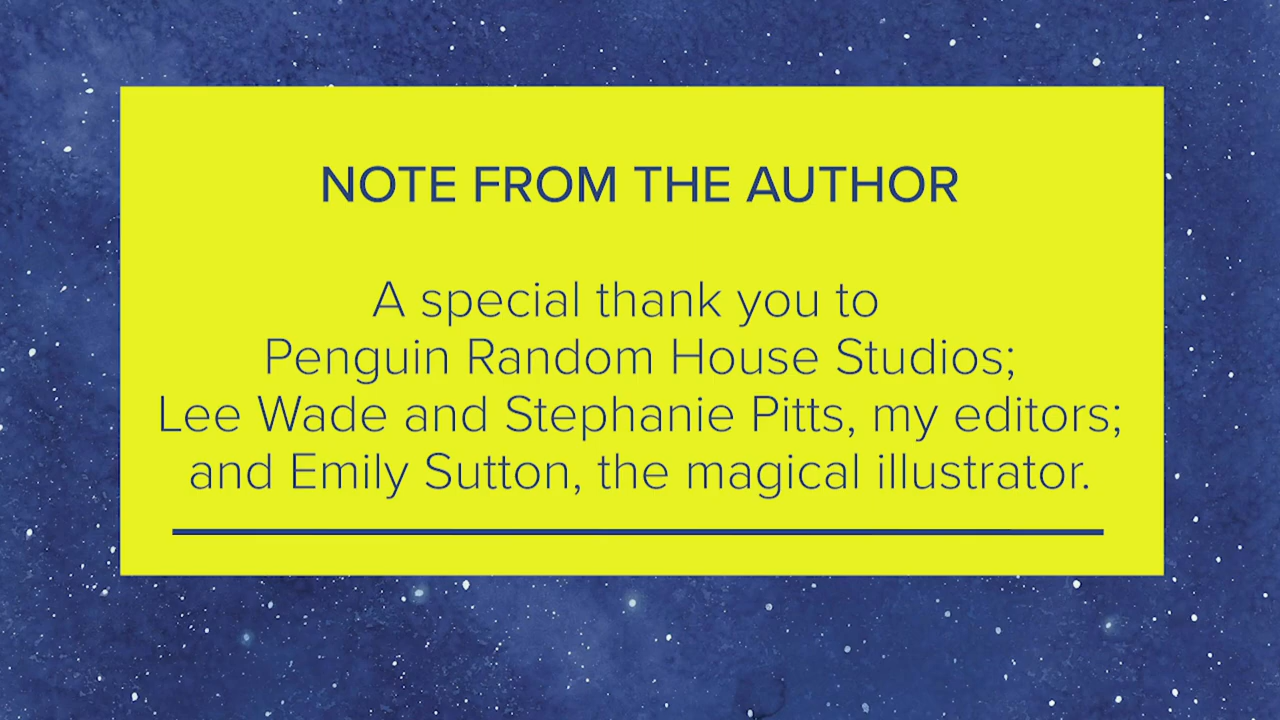 NOTE FROM THE AUTHOR
A special thank you to
Penguin Random House Studios;
Lee Wade and Stephanie Pitts, my editors;
and Emily Sutton, the magical illustrator.